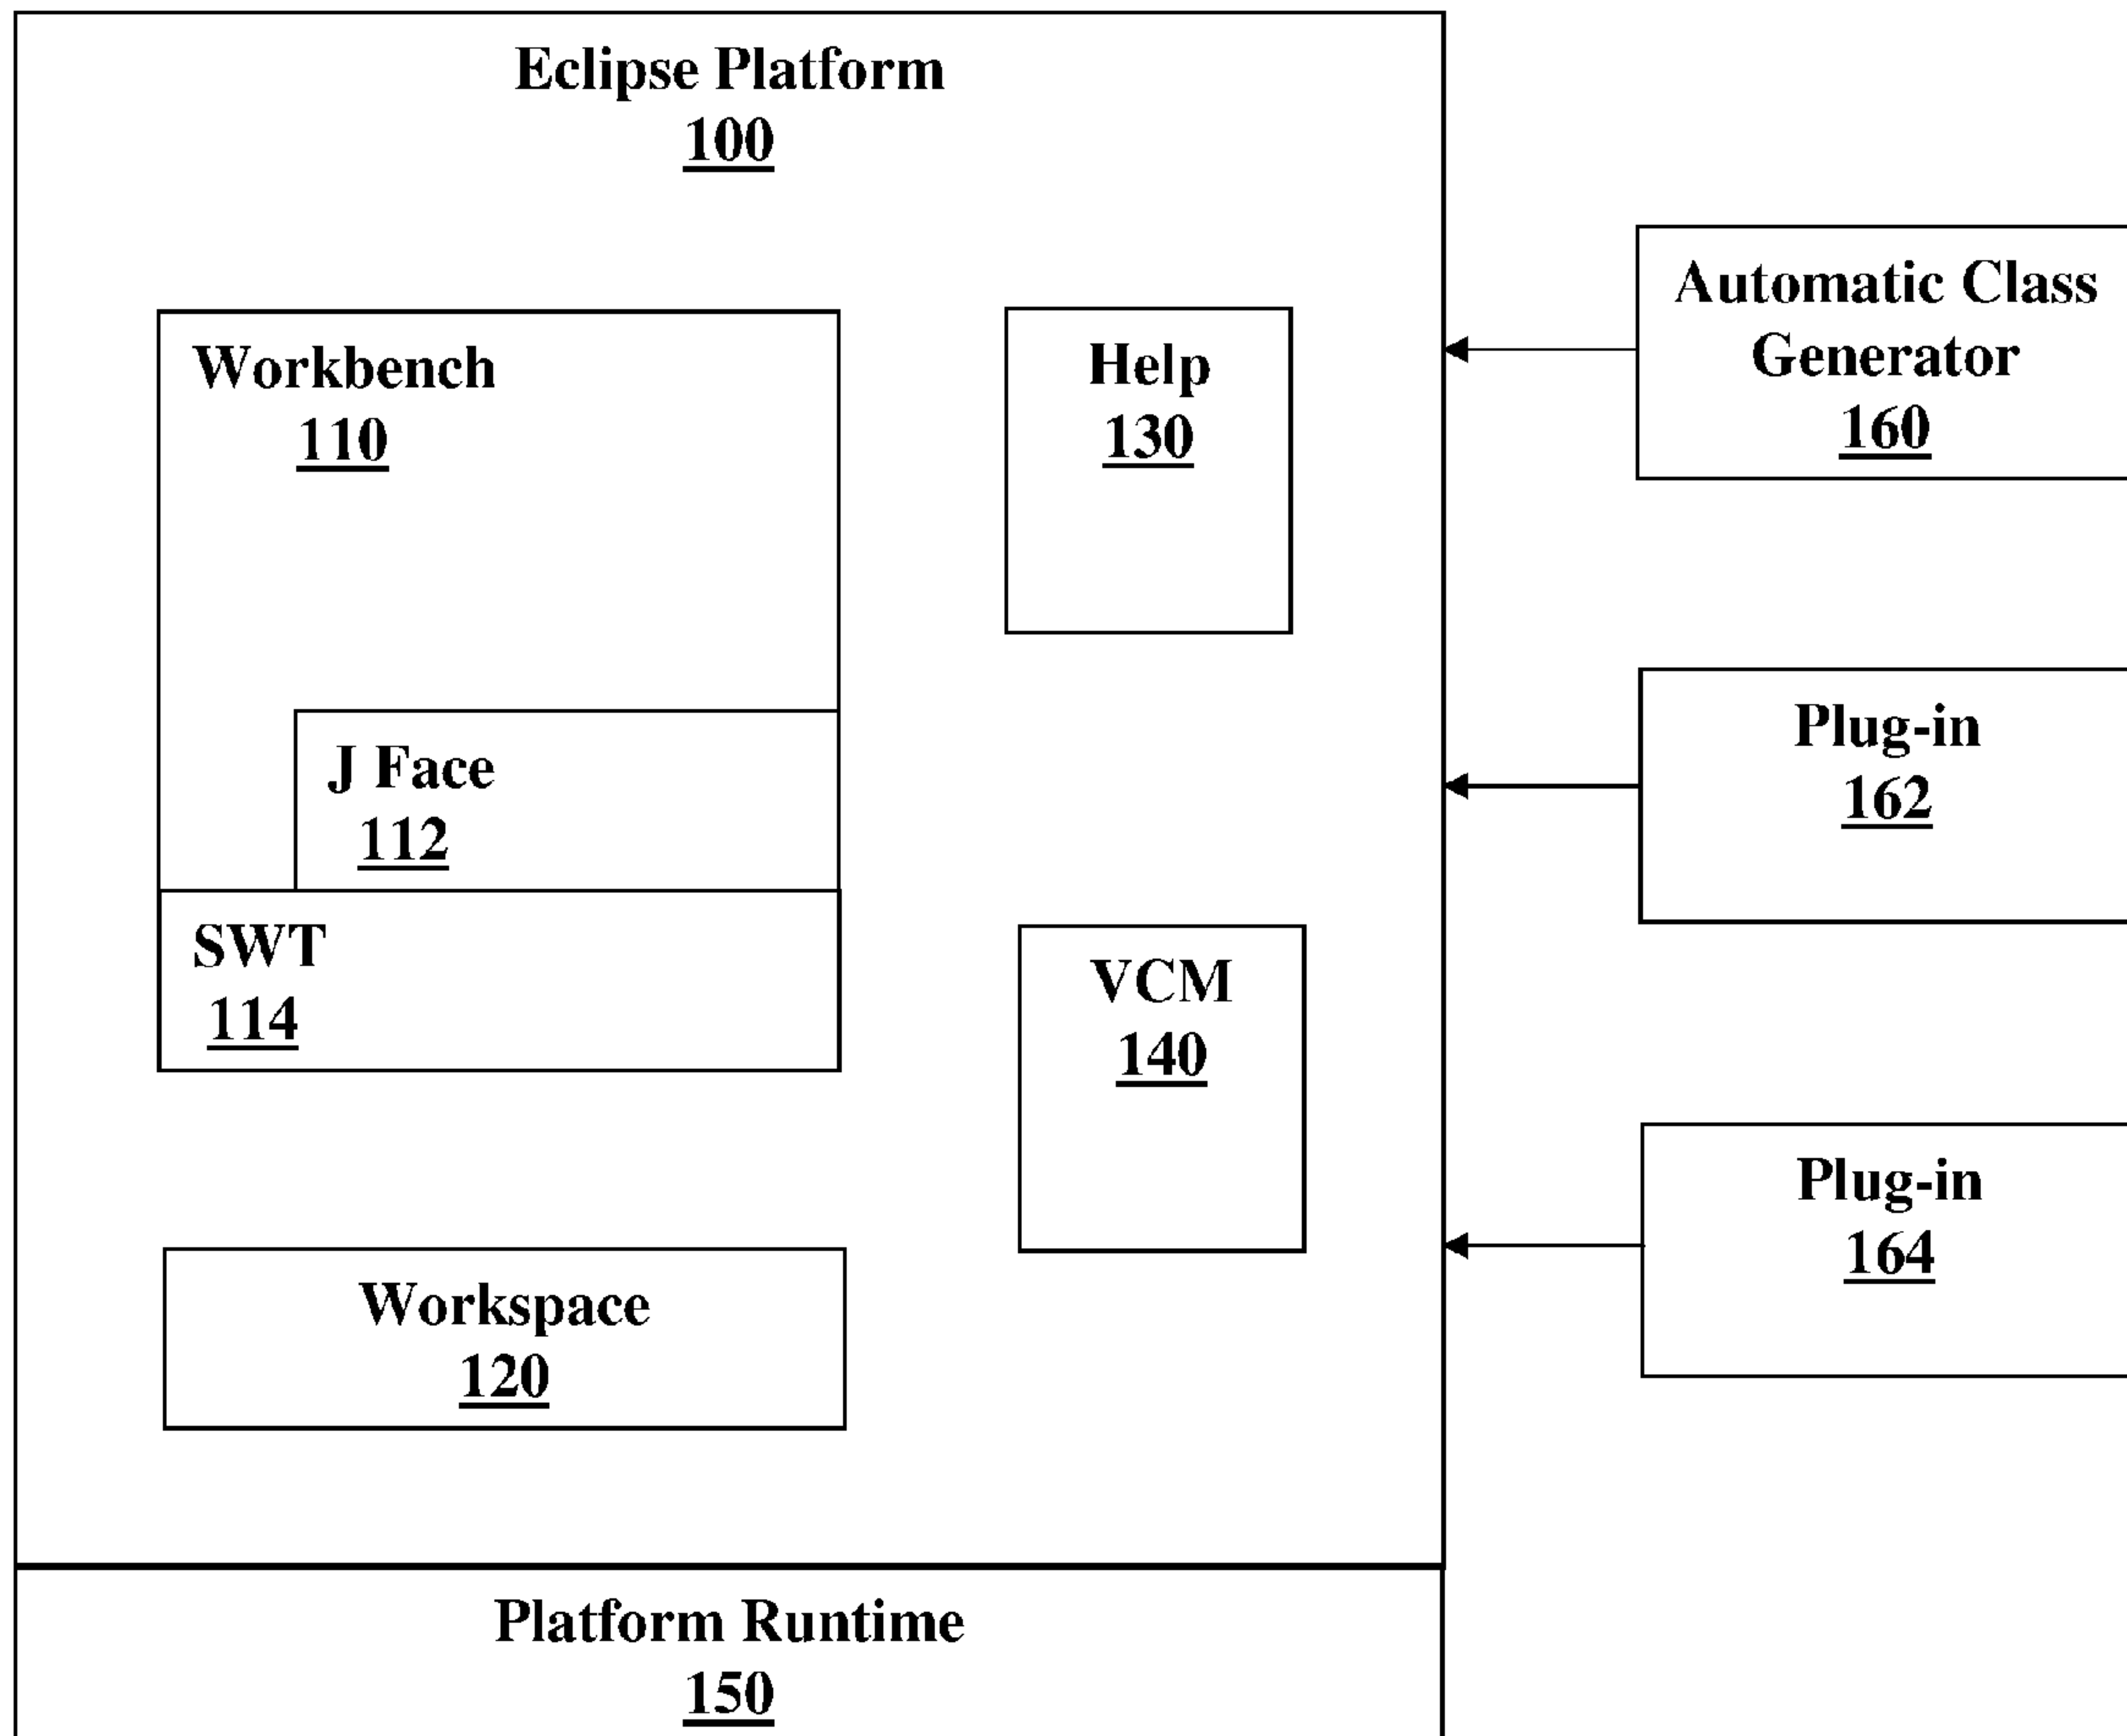 Eclipse Platform
100
Workbench
110
J Face
112
SWT
114
Workspace
120
Help
130
VCM
140
Platform Runtime
150
Automatic Class
Generator
160
Plug-in
162
Plug-in
164